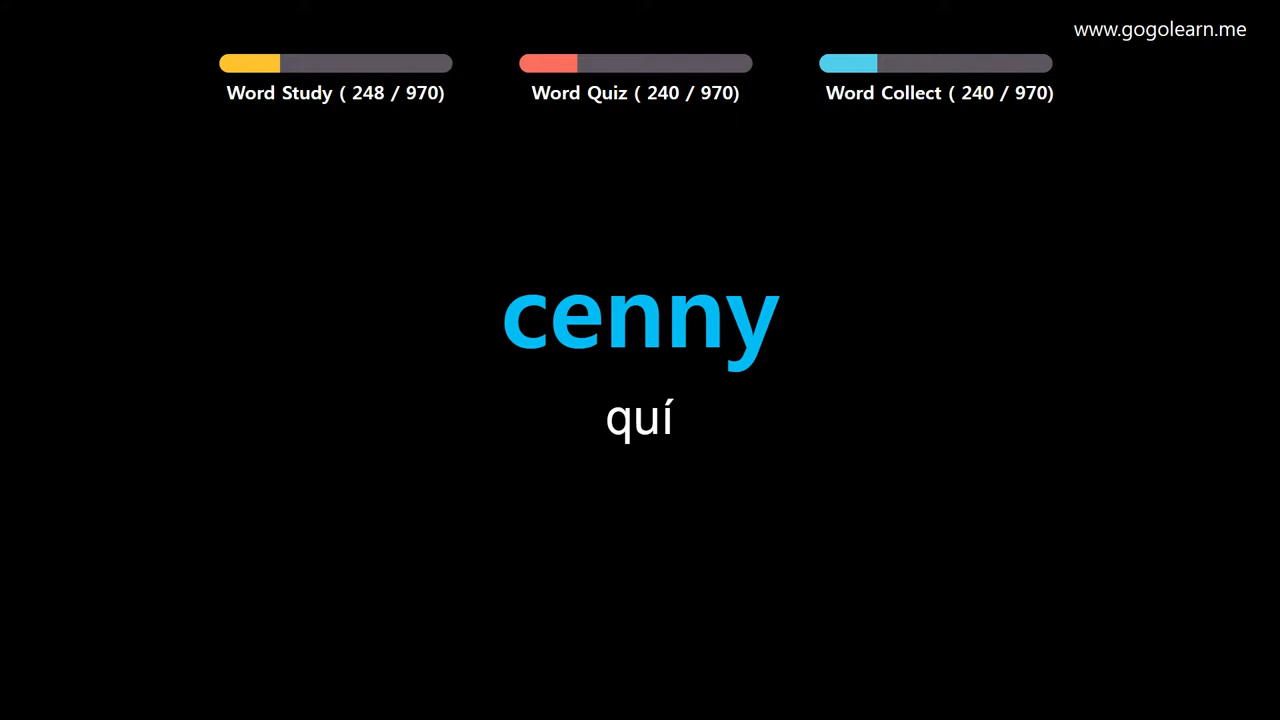 www.gogolearn.me
Word Study ( 248 / 970)
Word Quiz ( 240 / 970)
Word Collect ( 240 / 970)
cenny
quí